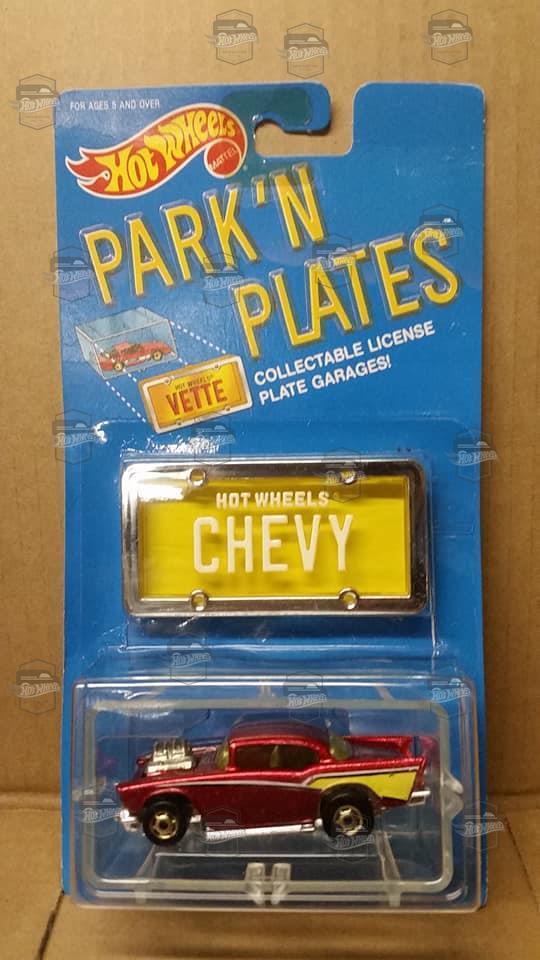 FOR AGES 5 AND OVER
Hot Wheels
MATTEL
PARK'N
PLATES
COLLECTABLE LICENSE
PLATE GARAGES!
HOT WHEELS
VETTE
HOT WHEELS
CHEVY